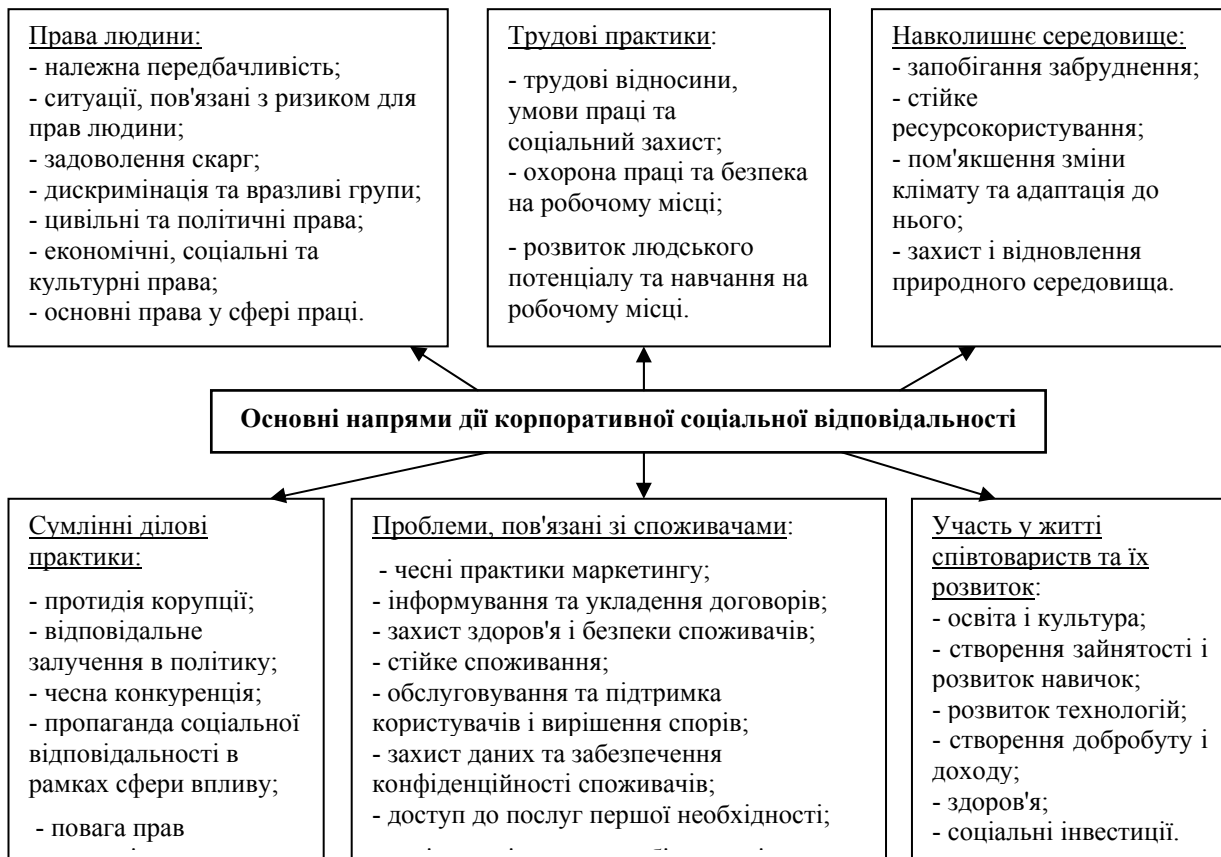 Права людини:
- належна передбачливість;
- ситуації, пов'язані з ризиком для
прав людини;
- задоволення скарг;
- дискримінація та вразливі групи;
- цивільні та політичні права;
- економічні, соціальні та
культурні права;
- основні права у сфері праці.
Трудові практики:
- трудові відносини,
умови праці та
соціальний захист;
- охорона праці та безпека
на робочому місці;
- розвиток людського
потенціалу та навчання на
робочому місці.
Навколишнє середовище:
- запобігання забруднення;
- стійке
ресурсокористування;
- пом'якшення зміни
клімату та адаптація до
нього;
- захист і відновлення
природного середовища.
Основні напрями дії корпоративної соціальної відповідальності
Сумлінні ділові
практики:
- протидія корупції;
- відповідальне
залучення в політику;
- чесна конкуренція;
- пропаганда соціальної
відповідальності в
рамках сфери впливу;
- повага прав
Проблеми, пов'язані зі споживачами:
- чесні практики маркетингу;
- інформування та укладення договорів;
- захист здоров'я і безпеки споживачів;
- стійке споживання;
- обслуговування та підтримка
користувачів і вирішення спорів;
- захист даних та забезпечення
конфіденційності споживачів;
- доступ до послуг першої необхідності;
Участь у житті
співтовариств та їх
розвиток:
- освіта і культура;
- створення зайнятості і
розвиток навичок;
- розвиток технологій;
- створення добробуту і
доходу;
- здоров'я;
- соціальні інвестиції.